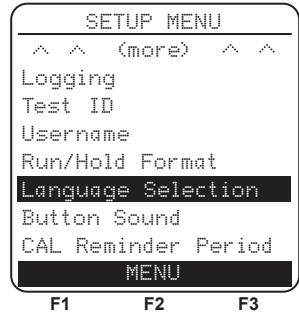 SETUP MENU
^ ^ (more) ^ ^
Logging
Test ID
Username
Run/Hold Format
Language Selection
Button Sound
CAL Reminder Period
MENU
F1 F2 F3